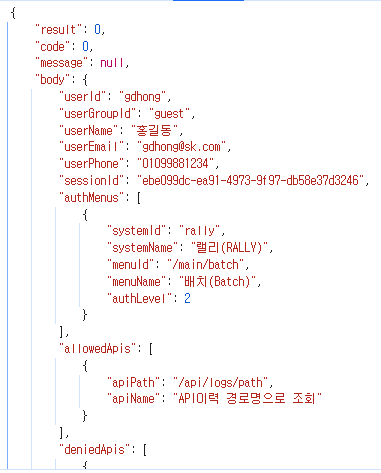 {
"result": 0,
"code": 0,
"message": null,
"body": {
"userId": "gdhong",
"userGroupId": "guest",
"userName": "홍길동",
"userEmail": "gdhong@sk.com",
"userPhone": "01099881234",
"sessionId": "ebe099dc-ea91-4973-9f97-db58e37d3246",
"authMenus": [
{
"systemId": "rally",
"systemName": "랠리(RALLY)",
"menuId": "/main/batch",
"menuName": "배치(Batch)",
"authLevel": 2
}
],
"allowedApis": [
{
"apiPath": "/api/logs/path",
"apiName": "API이력 경로명으로 조회"
}
],
"deniedApis": [
{